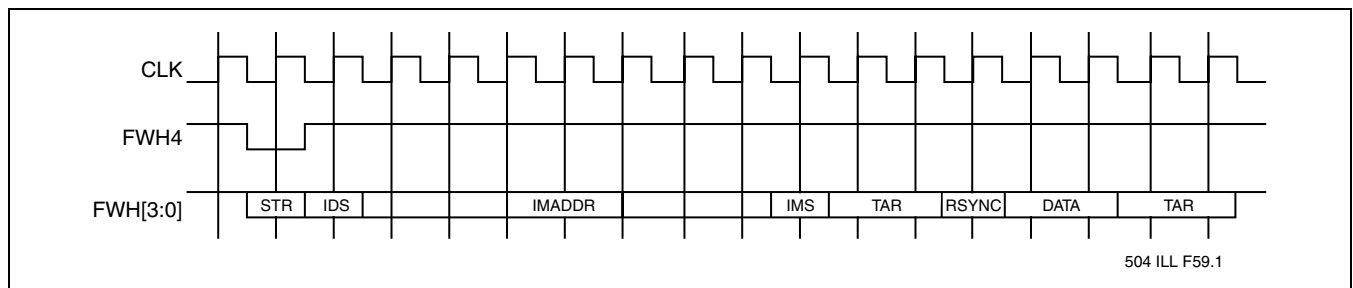 CLK
FWH4
FWH[3:0] STR IDS IMADDR IMS TAR RSYNC DATA TAR
504 ILL F59.1